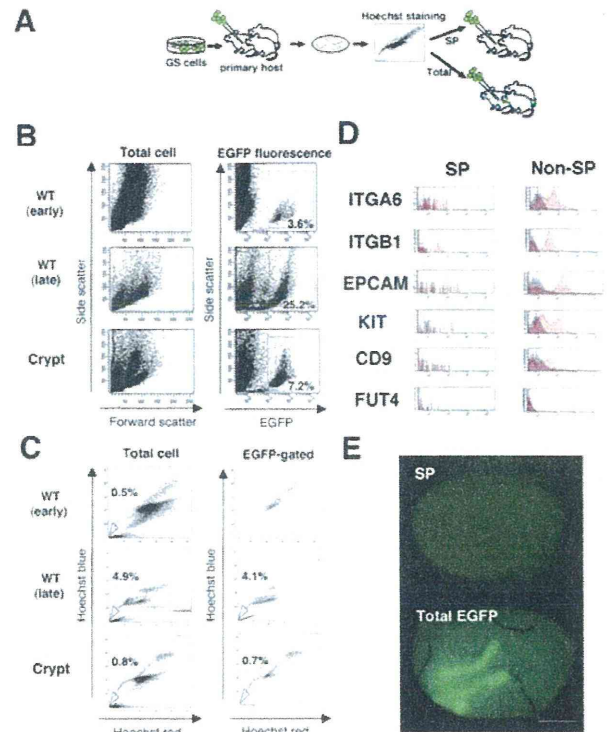 A
Hoechst staining
SP
GS cells
primary host
Total
B
Total cell
EGFP fluorescence
WT
(early)
3.6%
WT
(late)
25.2%
Crypt
7.2%
Side scatter
Side scatter
Forward scatter
EGFP
C
Total cell
EGFP-gated
WT
(early)
0.5%
WT
(late)
4.9%
4.1%
Crypt
0.8%
0.7%
Hoechst blue
Hoechst blue
Hoechst red
Hoechst red
D
SP
Non-SP
ITGA6
ITGB1
EPCAM
KIT
CD9
FUT4
E
SP
Total EGFP